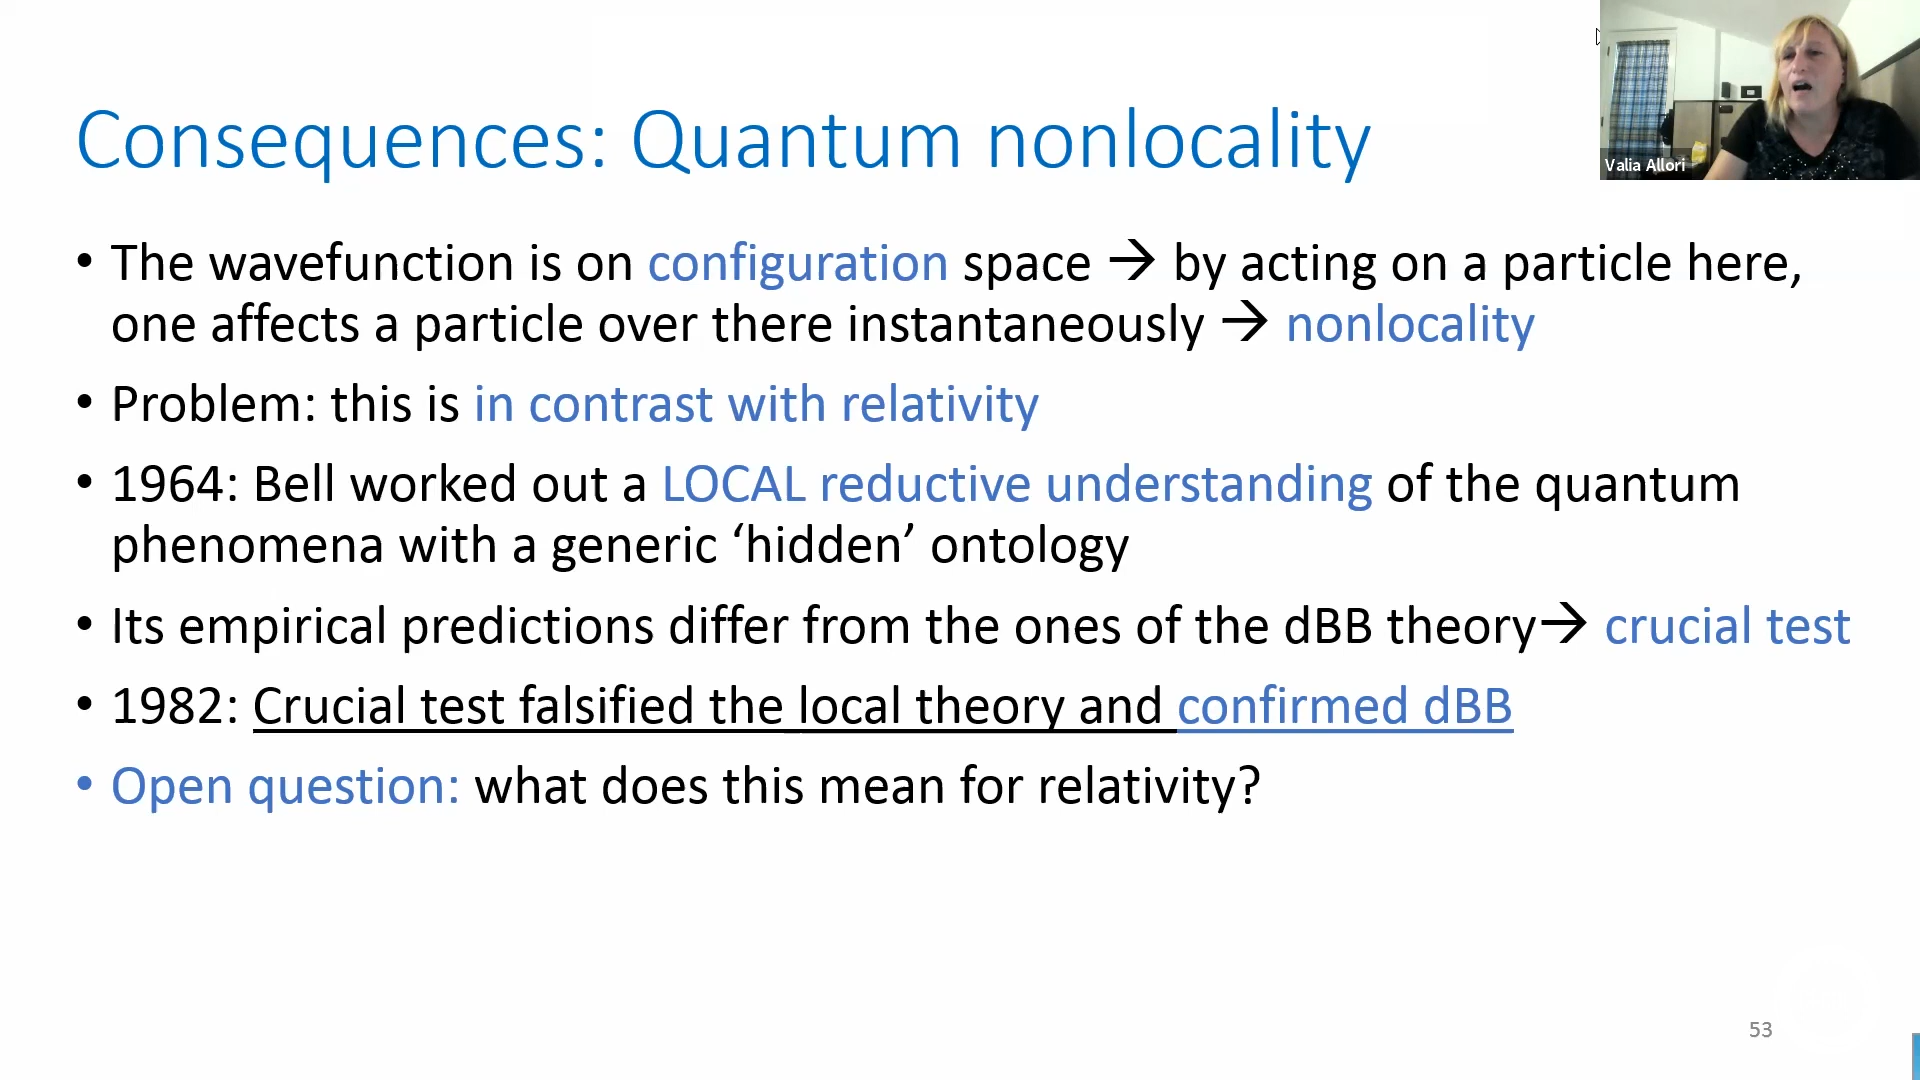 Consequences: Quantum nonlocality
Valia Allori
• The wavefunction is on configuration space → by acting on a particle here,
one affects a particle over there instantaneously → nonlocality
• Problem: this is in contrast with relativity
• 1964: Bell worked out a LOCAL reductive understanding of the quantum
phenomena with a generic ‘hidden’ ontology
• Its empirical predictions differ from the ones of the dBB theory→ crucial test
• 1982: Crucial test falsified the local theory and confirmed dBB
• Open question: what does this mean for relativity?
53